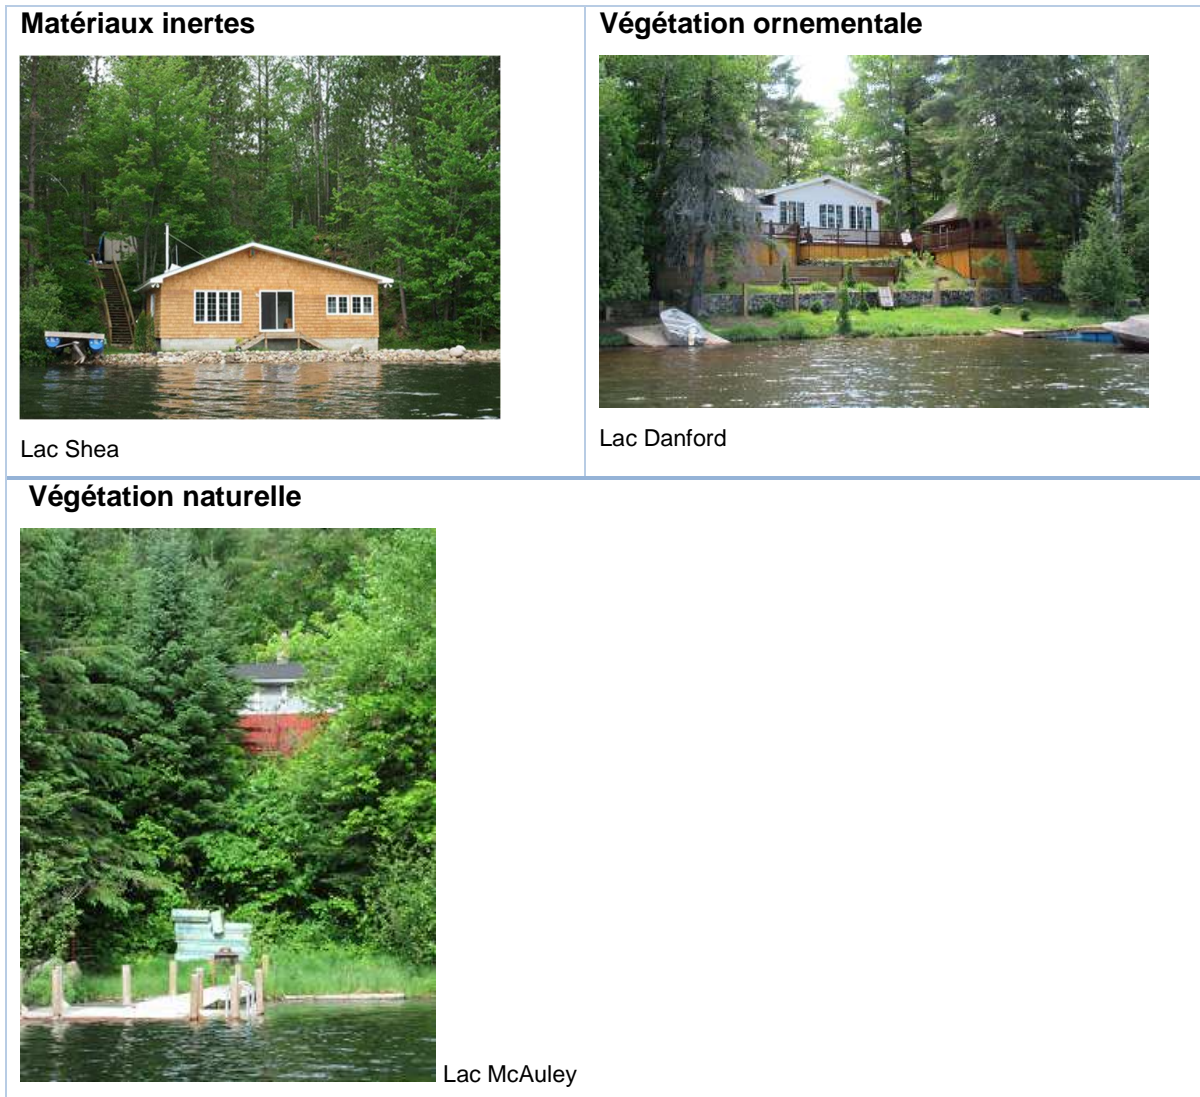 Matériaux inertes
Lac Shea
Végétation ornementale
Lac Danford
Végétation naturelle
Lac McAuley